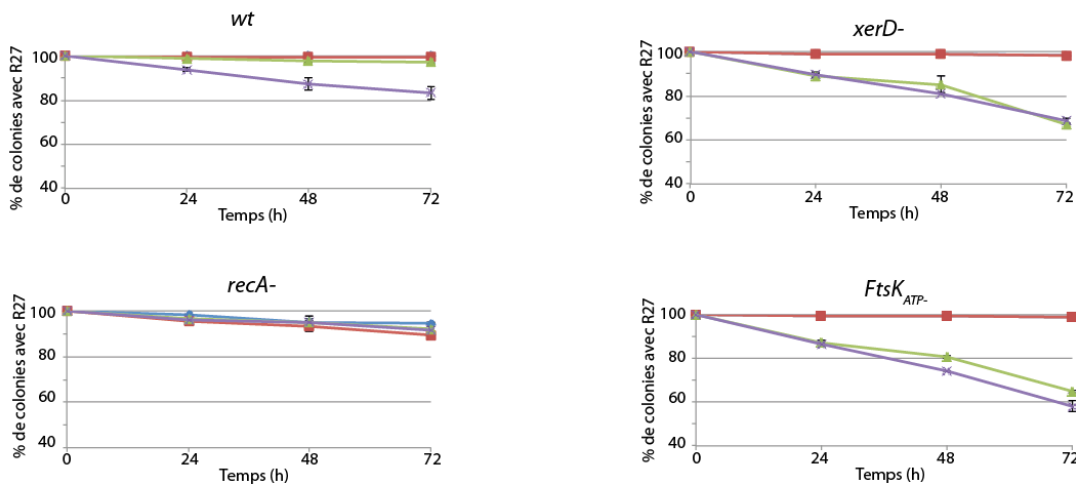 wt
% de colonies avec R27
100
80
60
40
0
24
48
72
Temps (h)
xerD-
% de colonies avec R27
100
80
60
40
0
24
48
72
Temps (h)
recA-
% de colonies avec R27
100
80
60
40
0
24
48
72
Temps (h)
FtsK ATP-
% de colonies avec R27
100
80
60
40
0
24
48
72
Temps (h)